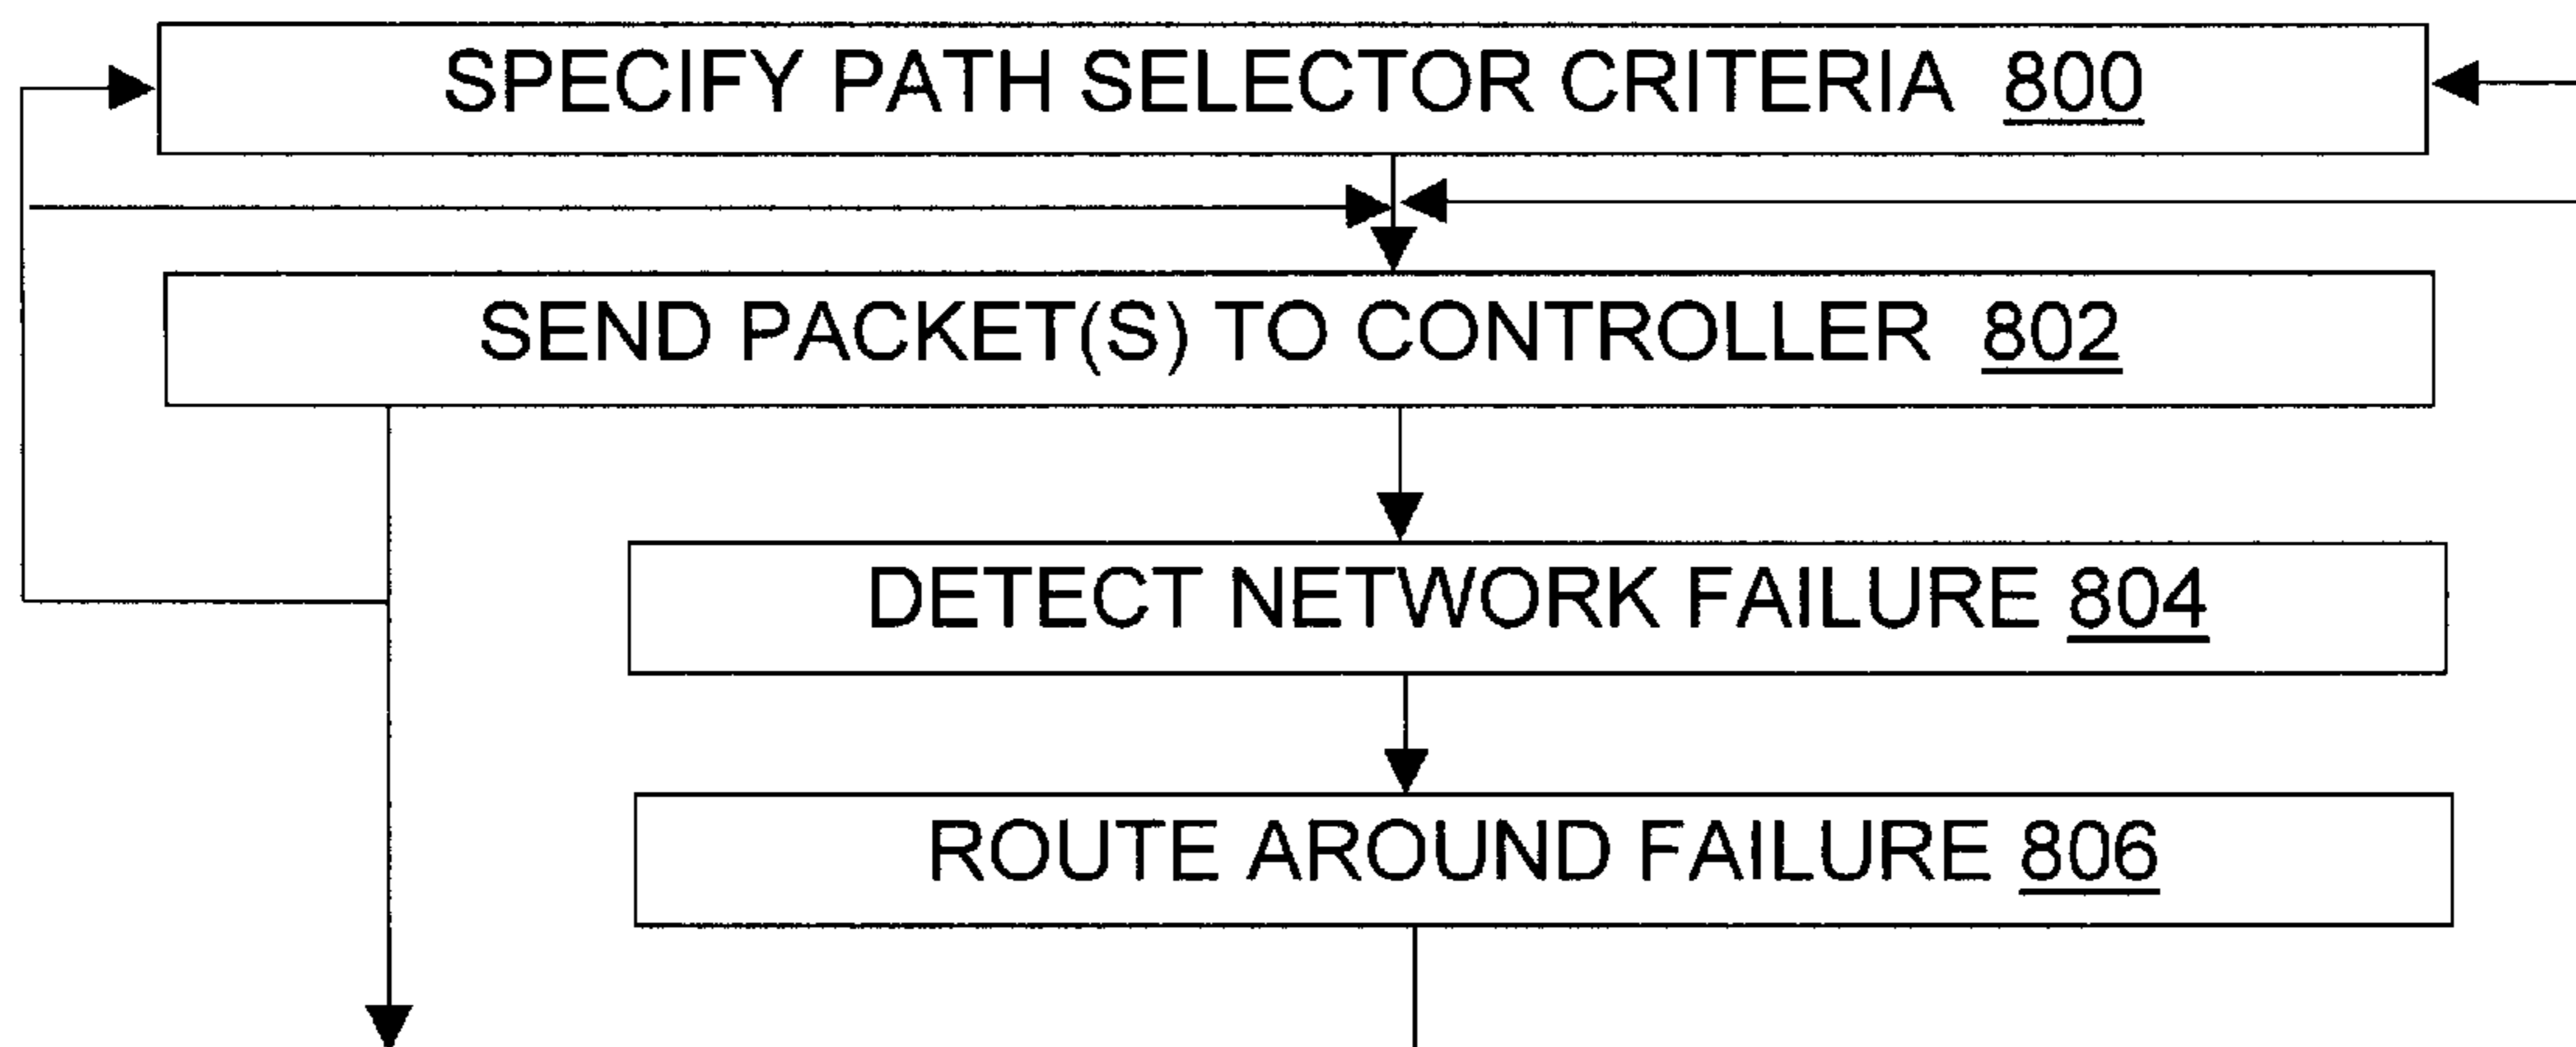 SPECIFY PATH SELECTOR CRITERIA 800
SEND PACKET(S) TO CONTROLLER 802
DETECT NETWORK FAILURE 804
ROUTE AROUND FAILURE 806